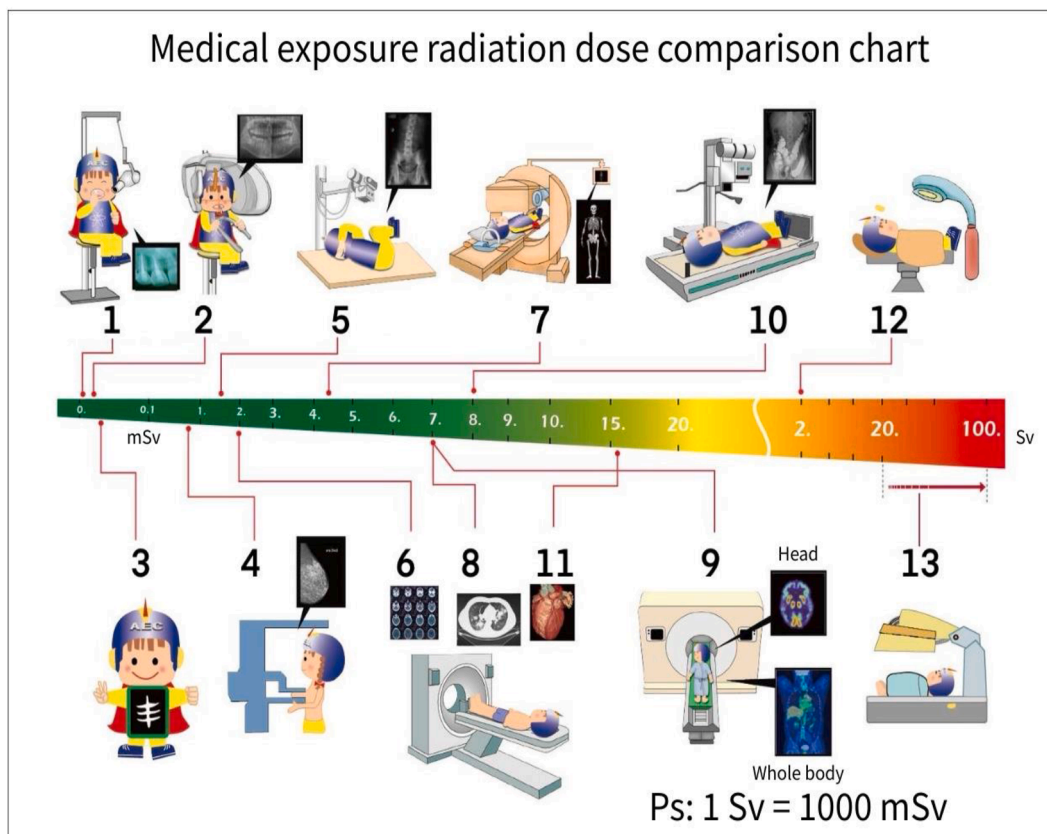 Medical exposure radiation dose comparison chart
1 2 5 7 10 12
0. 0.1 1. 2. 3. 4. 5. 6. 7. 8. 9. 10. 15. 20. 2. 20. 100.
mSv Sv
3 4 6 8 11 9 13
Head
AEC
Whole body
Ps: 1 Sv = 1000 mSv